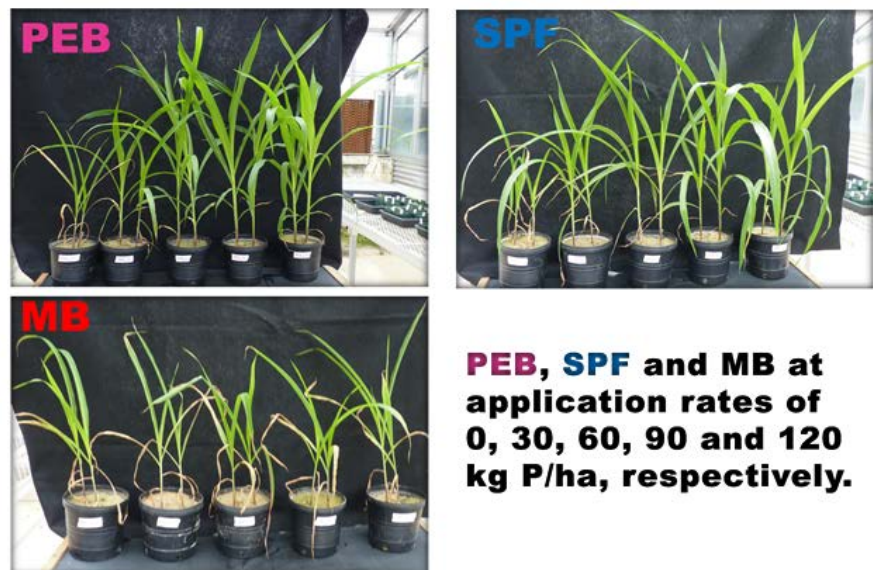 PEB
SPF
MB
PEB, SPF and MB at
application rates of
0, 30, 60, 90 and 120
kg P/ha, respectively.